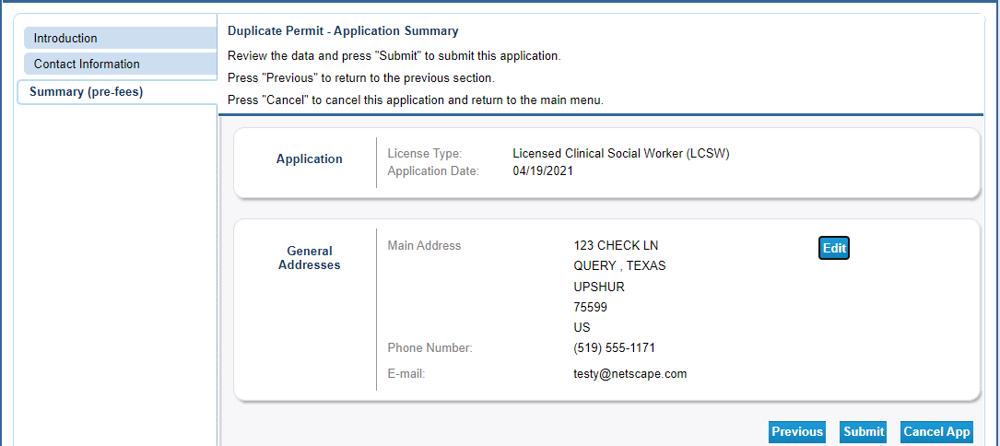 Introduction
Contact Information
Summary (pre-fees)
Duplicate Permit - Application Summary
Review the data and press "Submit" to submit this application.
Press "Previous" to return to the previous section.
Press "Cancel" to cancel this application and return to the main menu.
Application
License Type: Licensed Clinical Social Worker (LCSW)
Application Date: 04/19/2021
General
Addresses
Main Address 123 CHECK LN
QUERY , TEXAS
UPSHUR
75599
US
Phone Number: (519) 555-1171
E-mail: testy@netscape.com
Edit
Previous Submit Cancel App